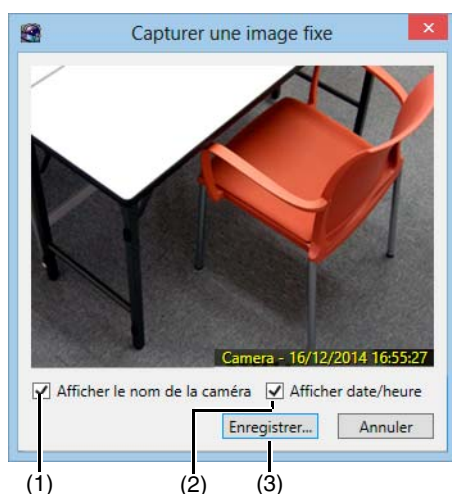 Capturer une image fixe
Camera - 16/12/2014 16:55:27
Afficher le nom de la caméra Afficher date/heure
Enregistrer... Annuler
(1) (2) (3)